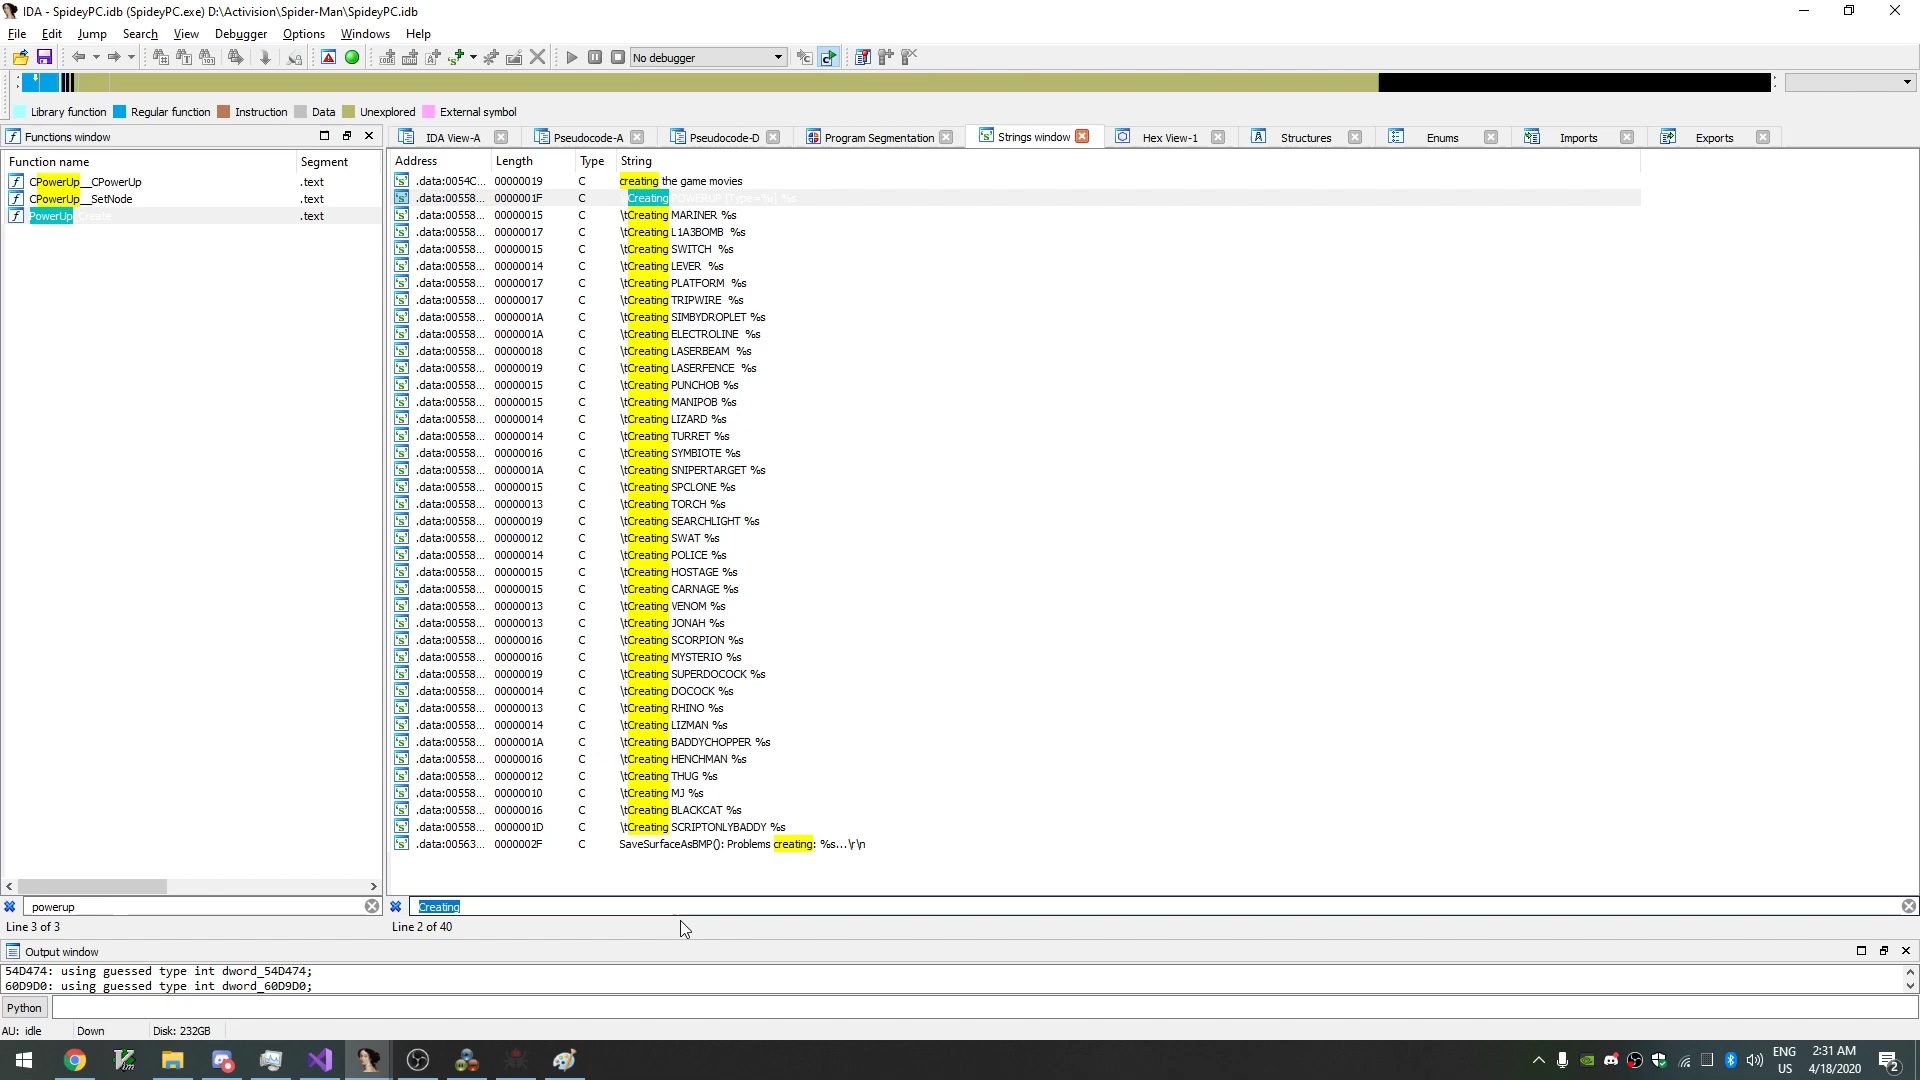 IDA - SpideyPC.idb (SpideyPC.exe) D:\Activision\Spider-Man\SpideyPC.idb
File Edit Jump Search View Debugger Options Windows Help
No debugger
Library function Regular function Instruction Data Unexplored External symbol
Functions window
IDA View-A Pseudocode-A Pseudocode-D Program Segmentation Strings window Hex View-1 Structures Enums Imports Exports
Function name Segment
CPowerUp__CPowerUp .text
CPowerUp__SetNode .text
PowerUp_Create .text
Address Length Type String
.data:0054C... 00000019 C creating the game movies
.data:00558... 0000001F C \tCreating POWERUP (Type=%i) %s
.data:00558... 00000015 C \tCreating MARINER %s
.data:00558... 00000017 C \tCreating L1A3BOMB  %s
.data:00558... 00000015 C \tCreating SWITCH  %s
.data:00558... 00000014 C \tCreating LEVER  %s
.data:00558... 00000017 C \tCreating PLATFORM  %s
.data:00558... 00000017 C \tCreating TRIPWIRE  %s
.data:00558... 0000001A C \tCreating SIMBYDROPLET %s
.data:00558... 0000001A C \tCreating ELECTROLINE  %s
.data:00558... 00000018 C \tCreating LASERBEAM  %s
.data:00558... 00000019 C \tCreating LASERFENCE  %s
.data:00558... 00000015 C \tCreating PUNCHOB %s
.data:00558... 00000015 C \tCreating MANIPOB %s
.data:00558... 00000014 C \tCreating LIZARD %s
.data:00558... 00000014 C \tCreating TURRET %s
.data:00558... 00000016 C \tCreating SYMBIOTE %s
.data:00558... 0000001A C \tCreating SNIPERTARGET %s
.data:00558... 00000015 C \tCreating SPCLONE %s
.data:00558... 00000013 C \tCreating TORCH %s
.data:00558... 00000019 C \tCreating SEARCHLIGHT %s
.data:00558... 00000012 C \tCreating SWAT %s
.data:00558... 00000014 C \tCreating POLICE %s
.data:00558... 00000015 C \tCreating HOSTAGE %s
.data:00558... 00000015 C \tCreating CARNAGE %s
.data:00558... 00000013 C \tCreating VENOM %s
.data:00558... 00000013 C \tCreating JONAH %s
.data:00558... 00000016 C \tCreating SCORPION %s
.data:00558... 00000016 C \tCreating MYSTERIO %s
.data:00558... 00000019 C \tCreating SUPERDOCOCK %s
.data:00558... 00000014 C \tCreating DOCOCK %s
.data:00558... 00000013 C \tCreating RHINO %s
.data:00558... 00000014 C \tCreating LIZMAN %s
.data:00558... 0000001A C \tCreating BADDYCHOPPER %s
.data:00558... 00000016 C \tCreating HENCHMAN %s
.data:00558... 00000012 C \tCreating THUG %s
.data:00558... 00000010 C \tCreating MJ %s
.data:00558... 00000016 C \tCreating BLACKCAT %s
.data:00558... 0000001D C \tCreating SCRIPTONLYBADDY %s
.data:00563... 0000002F C SaveSurfaceAsBMP(): Problems creating: %s...\r\n
powerup
Creating
Line 3 of 3
Line 2 of 40
Output window
54D474: using guessed type int dword_54D474;
60D9D0: using guessed type int dword_60D9D0;
Python
AU: idle Down Disk: 232GB
ENG
US
2:31 AM
4/18/2020
2